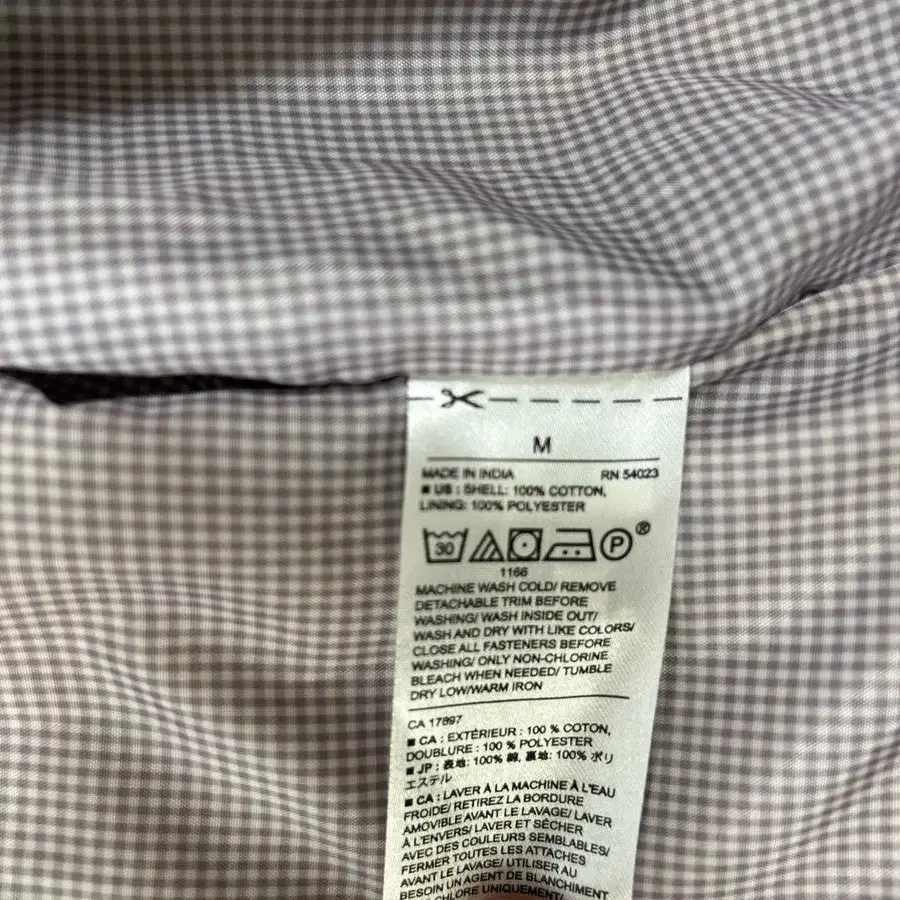 M
MADE IN INDIA RN 54023
■ US : SHELL: 100% COTTON,
LINING: 100% POLYESTER
30 P ®
1166
MACHINE WASH COLD/ REMOVE
DETACHABLE TRIM BEFORE
WASHING/ WASH INSIDE OUT/
WASH AND DRY WITH LIKE COLORS/
CLOSE ALL FASTENERS BEFORE
WASHING/ ONLY NON-CHLORINE
BLEACH WHEN NEEDED/ TUMBLE
DRY LOW/WARM IRON
CA 17897
■ CA : EXTÉRIEUR : 100 % COTON,
DOUBLURE : 100 % POLYESTER
■ JP : 表地: 100% 綿, 裏地: 100% ポリ
エステル
■ CA : LAVER À LA MACHINE À L'EAU
FROIDE/ RETIREZ LA BORDURE
AMOVIBLE AVANT LE LAVAGE/ LAVER
À L'ENVERS/ LAVER ET SÉCHER
AVEC DES COULEURS SEMBLABLES/
FERMER TOUTES LES ATTACHES
AVANT LE LAVAGE/ UTILISER AU
BESOIN UN AGENT DE BLANCHIMENT
CHLORE UNIQUEMENT/